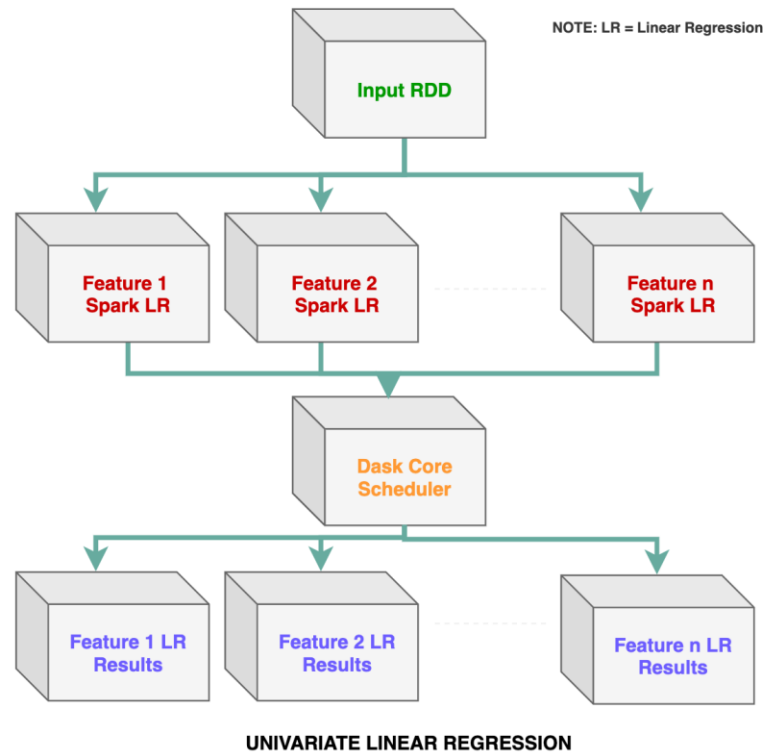 NOTE: LR = Linear Regression
Input RDD
Feature 1
Spark LR
Feature 2
Spark LR
Feature n
Spark LR
Dask Core
Scheduler
Feature 1 LR
Results
Feature 2 LR
Results
Feature n LR
Results
UNIVARIATE LINEAR REGRESSION